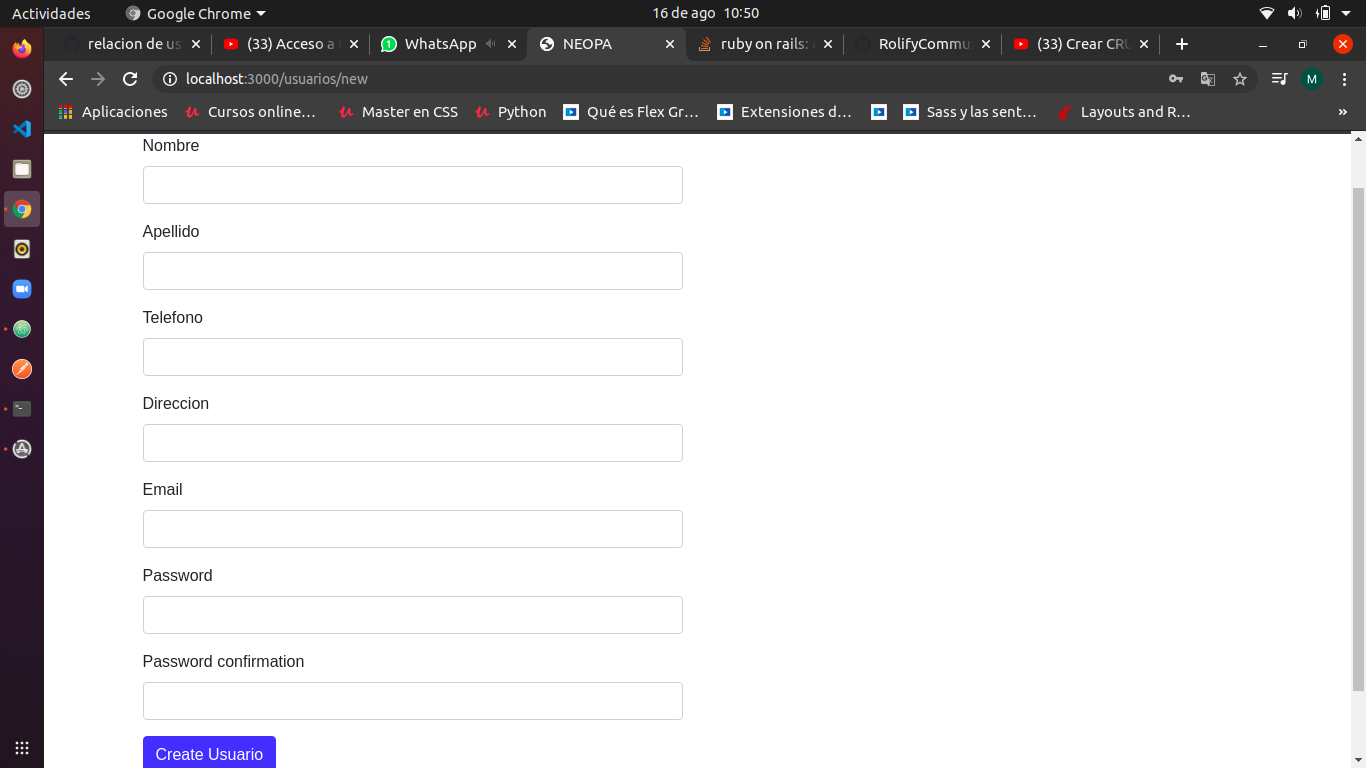 Actividades Google Chrome 16 de ago 10:50
relacion de us (33) Acceso a WhatsApp NEOPA ruby on rails: RolifyCommu (33) Crear CRU
localhost:3000/usuarios/new M
Aplicaciones Cursos online… Master en CSS Python Qué es Flex Gr… Extensiones d… Sass y las sent… Layouts and R… »
Nombre
Apellido
Telefono
Direccion
Email
Password
Password confirmation
Create Usuario